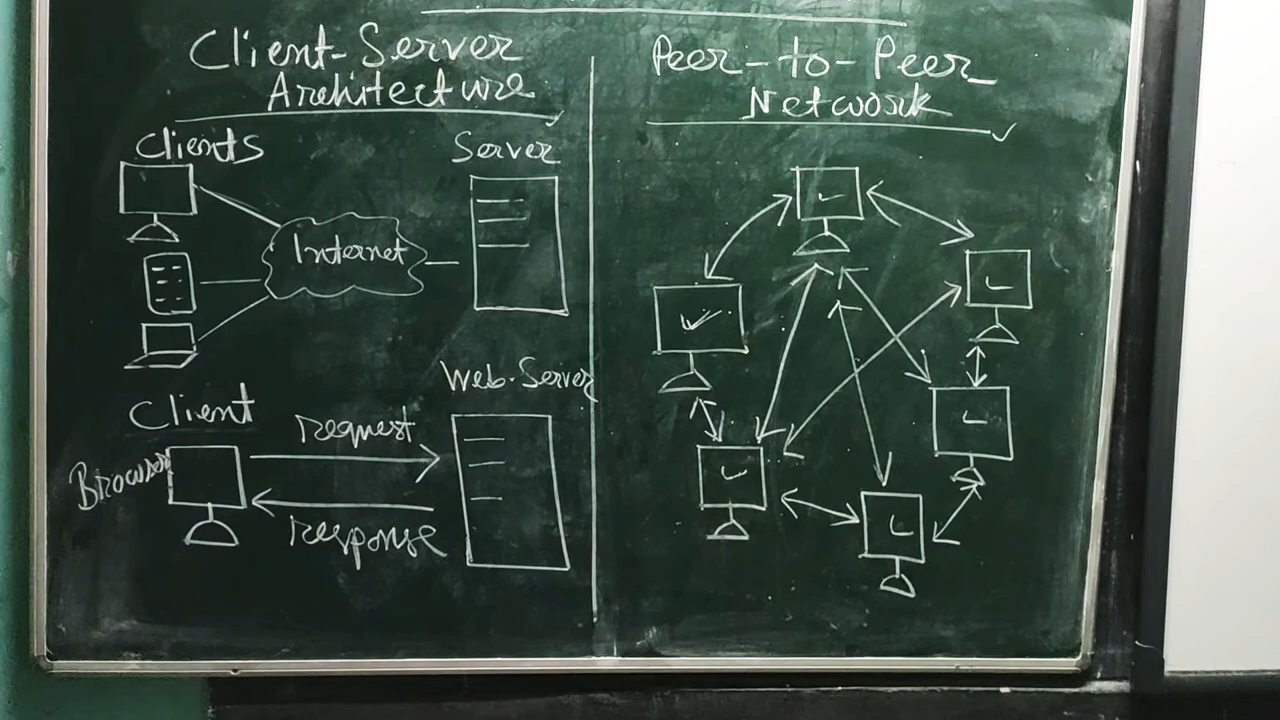 Client-Server
Architecture
Clients
Server
Internet
Client
Web-Server
Browser
request
response
Peer-to-Peer
Network